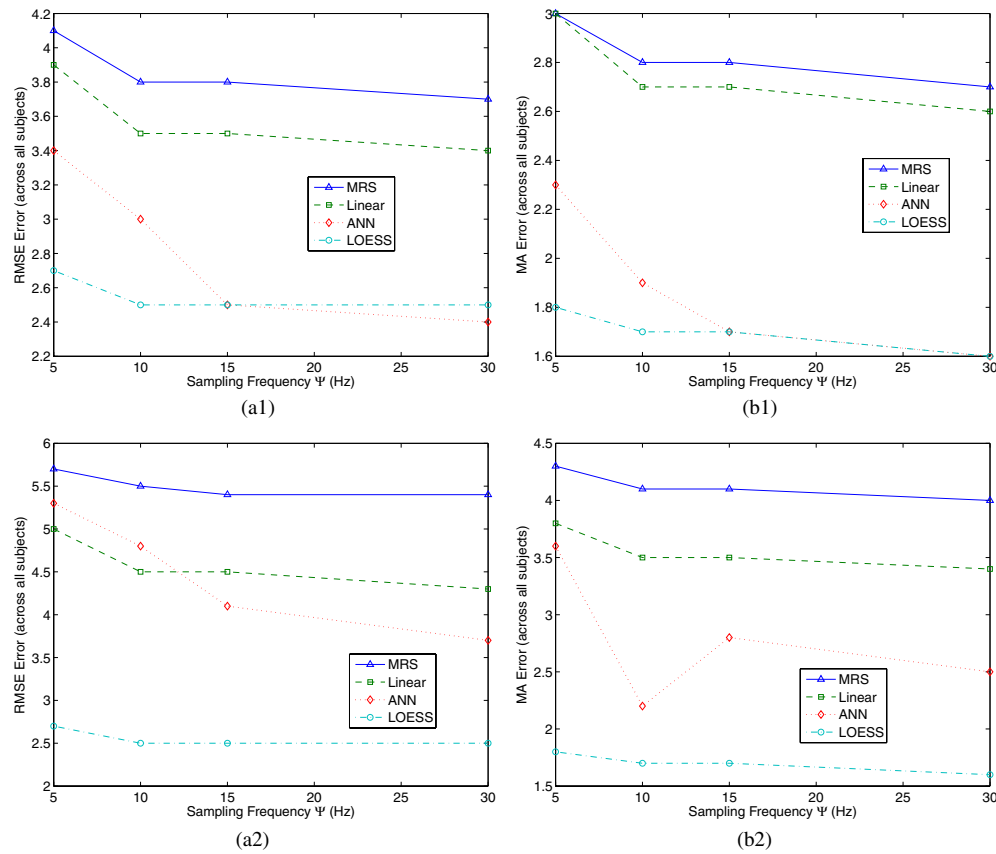 4.2
4
3.8
3.6
3.4
3.2
3
2.8
2.6
2.4
2.2
RMSE Error (across all subjects)
5 10 15 20 25 30
Sampling Frequency Ψ (Hz)
MRS
Linear
ANN
LOESS
(a1)
3
2.8
2.6
2.4
2.2
2
1.8
1.6
MA Error (across all subjects)
5 10 15 20 25 30
Sampling Frequency Ψ (Hz)
MRS
Linear
ANN
LOESS
(b1)
6
5.5
5
4.5
4
3.5
3
2.5
2
RMSE Error (across all subjects)
5 10 15 20 25 30
Sampling Frequency Ψ (Hz)
MRS
Linear
ANN
LOESS
(a2)
4.5
4
3.5
3
2.5
2
1.5
MA Error (across all subjects)
5 10 15 20 25 30
Sampling Frequency Ψ (Hz)
MRS
Linear
ANN
LOESS
(b2)